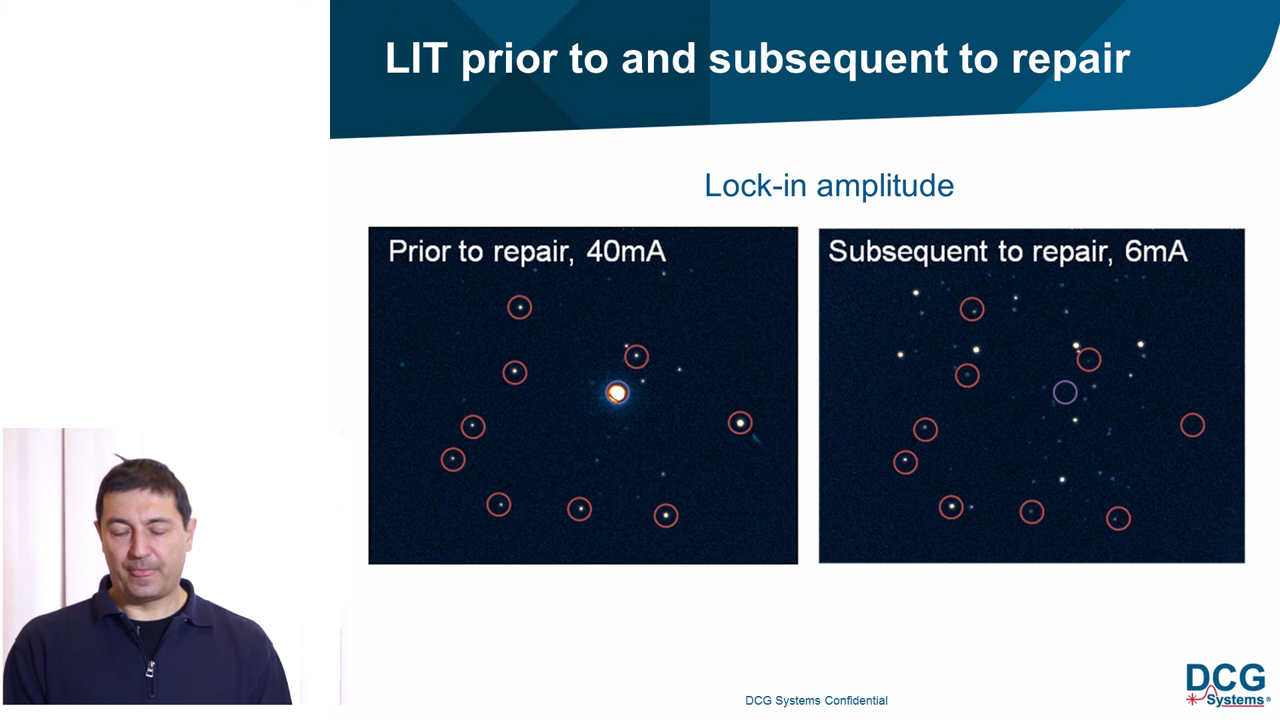 LIT prior to and subsequent to repair
Lock-in amplitude
Prior to repair, 40mA
Subsequent to repair, 6mA
DCG Systems Confidential
DCG
Systems®